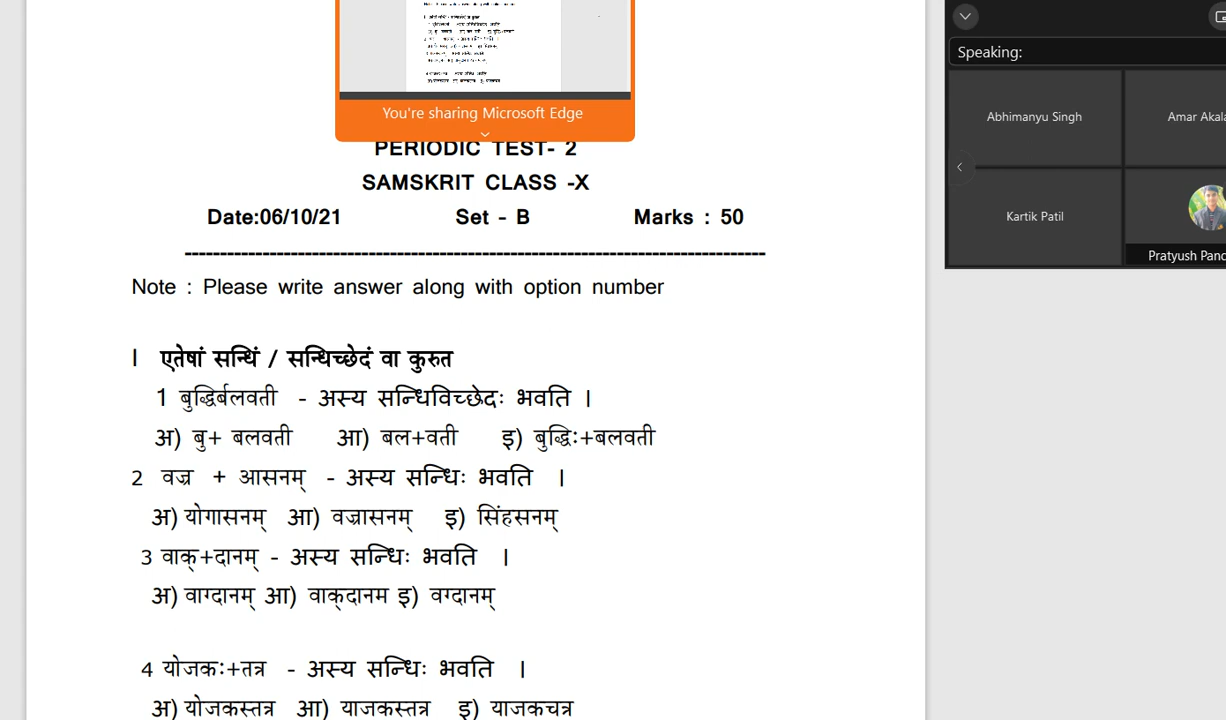 You're sharing Microsoft Edge
PERIODIC TEST- 2
SAMSKRIT CLASS -X
Date:06/10/21 Set - B Marks : 50
--------------------------------------------------------------------------------
Note : Please write answer along with option number
I एतेषां सन्धिं / सन्धिच्छेदं वा कुरुत
1 बुद्धिर्बलवती - अस्य सन्धिविच्छेदः भवति |
अ) बु+ बलवती आ) बल+वती इ) बुद्धिः+बलवती
2 वज्र + आसनम् - अस्य सन्धिः भवति |
अ) योगासनम् आ) वज्रासनम् इ) सिंहसनम्
3 वाक्+दानम् - अस्य सन्धिः भवति |
अ) वाग्दानम् आ) वाक्‌दानम इ) वग्दानम्
4 योजकः+तत्र - अस्य सन्धिः भवति |
अ) योजकस्तत्र आ) याजकस्तत्र इ) याजकचत्र
Speaking:
Abhimanyu Singh Amar
Kartik Patil
Pratyush